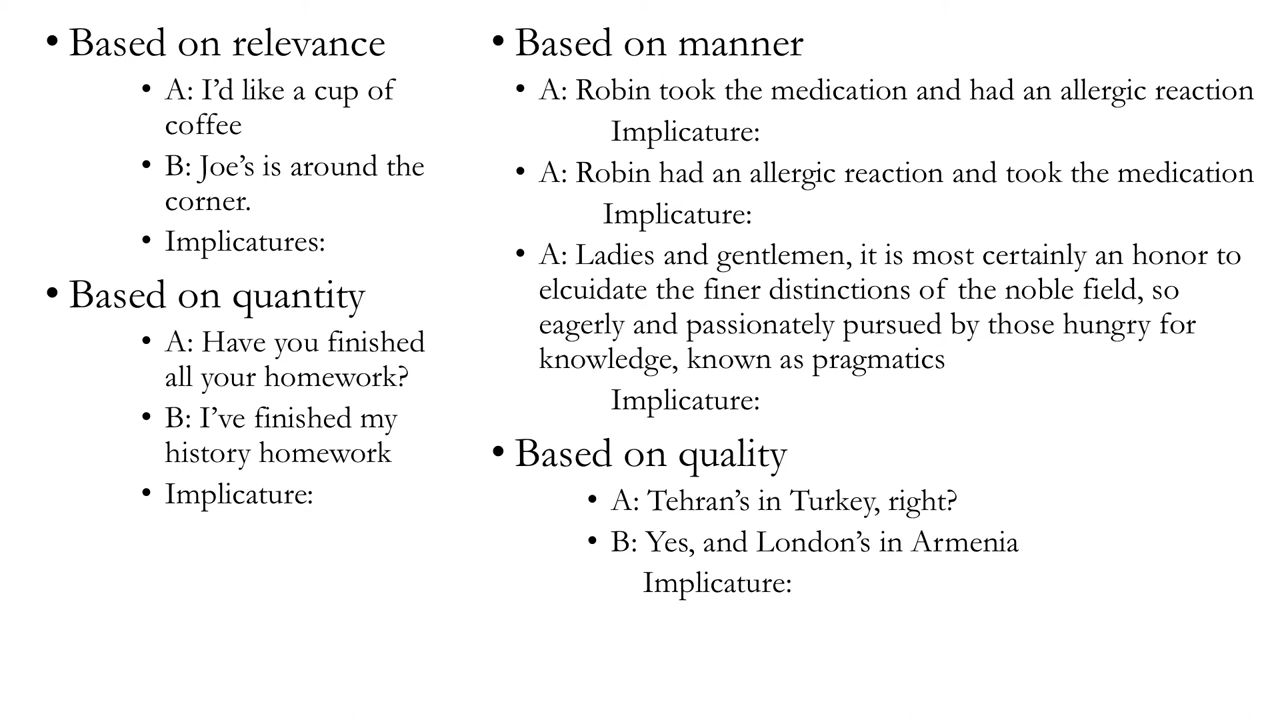 • Based on relevance
• A: I’d like a cup of
coffee
• B: Joe’s is around the
corner.
• Implicatures:
• Based on quantity
• A: Have you finished
all your homework?
• B: I’ve finished my
history homework
• Implicature:
• Based on manner
• A: Robin took the medication and had an allergic reaction
Implicature:
• A: Robin had an allergic reaction and took the medication
Implicature:
• A: Ladies and gentlemen, it is most certainly an honor to
elcuidate the finer distinctions of the noble field, so
eagerly and passionately pursued by those hungry for
knowledge, known as pragmatics
Implicature:
• Based on quality
• A: Tehran’s in Turkey, right?
• B: Yes, and London’s in Armenia
Implicature: